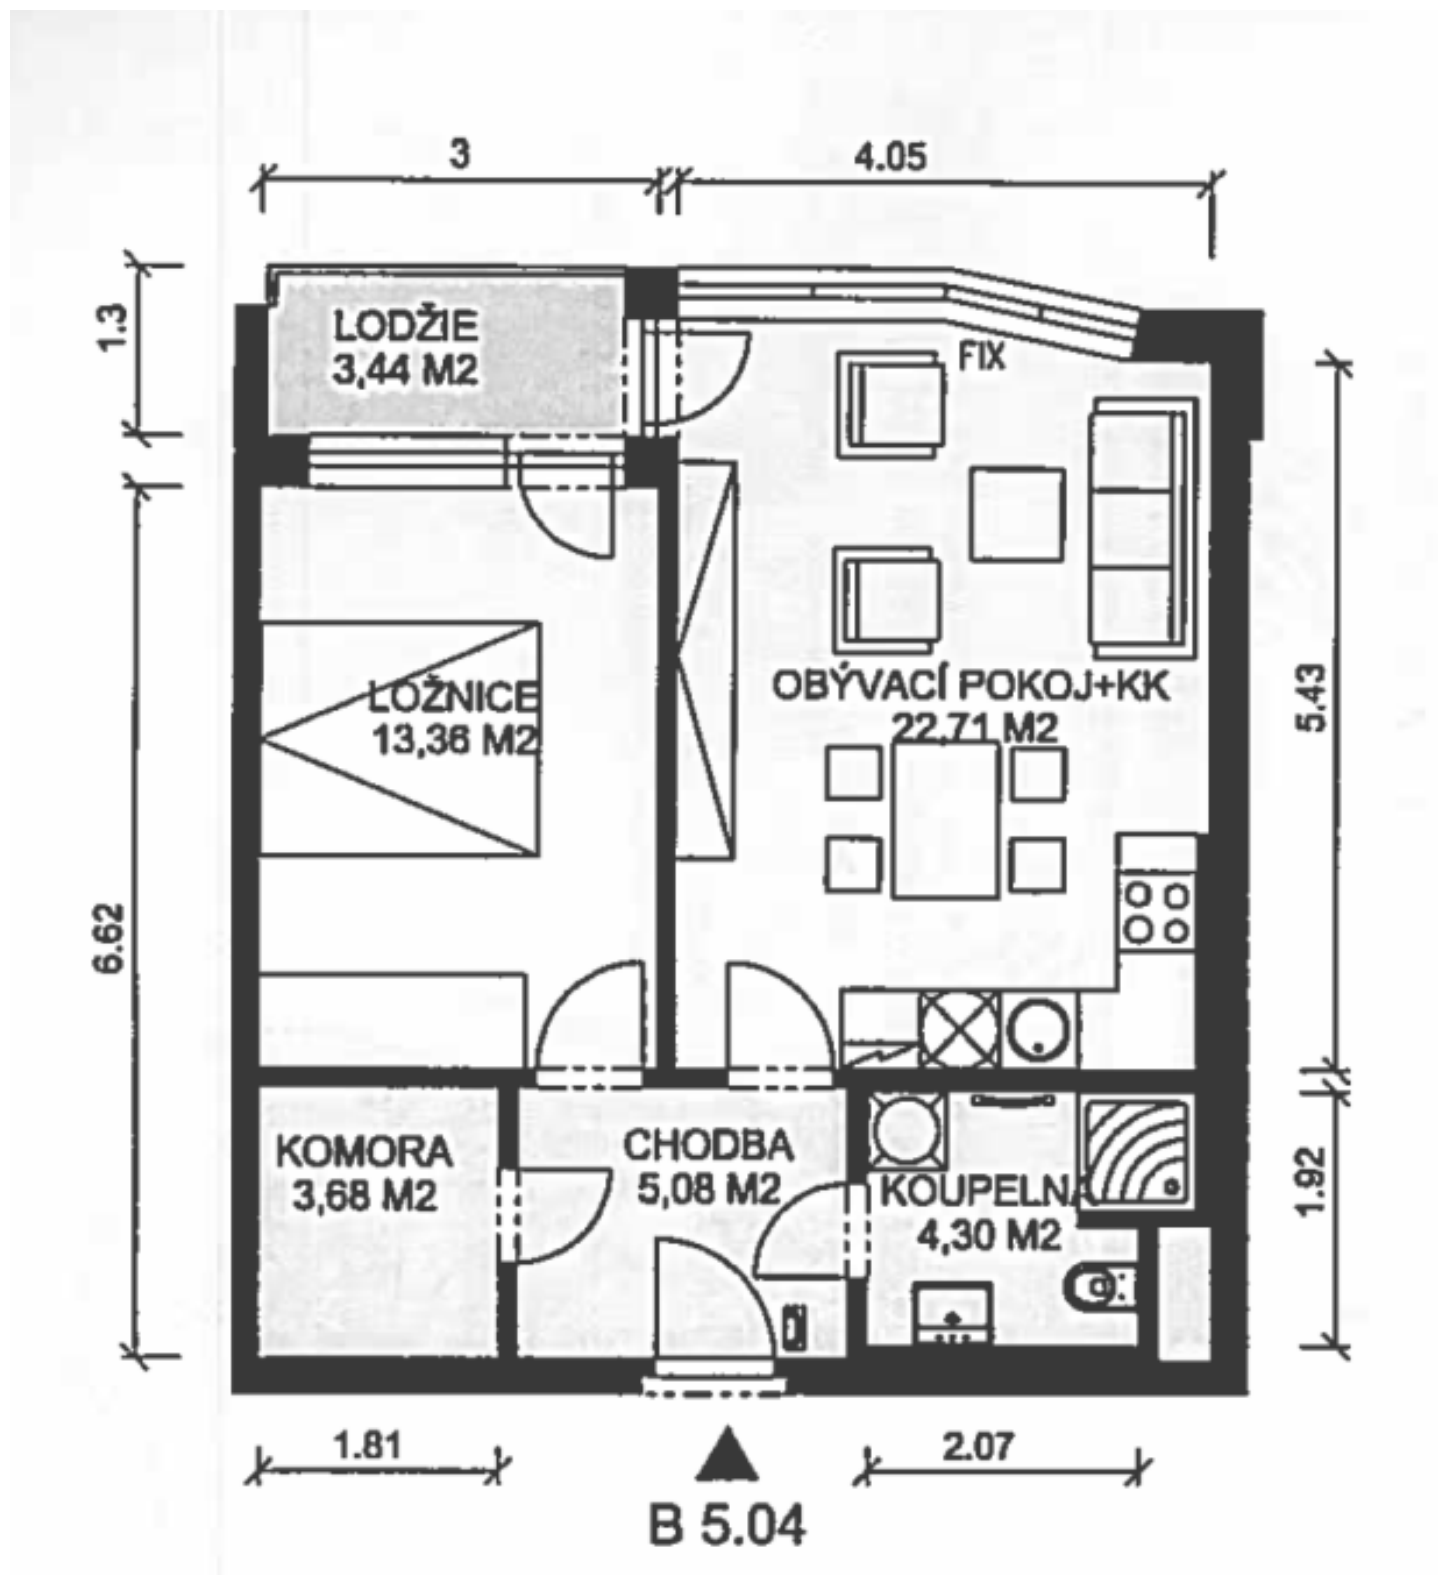 3
4.05
1.3
LODŽIE
3,44 M2
FIX
5.43
LOŽNICE
13,36 M2
OBÝVACÍ POKOJ+KK
22,71 M2
6.62
KOMORA
3,68 M2
CHODBA
5,08 M2
KOUPELNA
4,30 M2
1.92
1.81
2.07
B 5.04